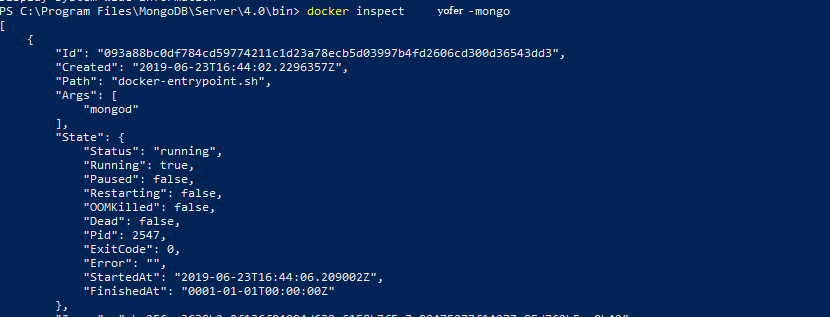 PS C:\Program Files\MongoDB\Server\4.0\bin> docker inspect yofer -mongo
[
    {
        "Id": "093a88bc0df784cd59774211c1d23a78ecb5d03997b4fd2606cd300d36543dd3",
        "Created": "2019-06-23T16:44:02.2296357Z",
        "Path": "docker-entrypoint.sh",
        "Args": [
            "mongod"
        ],
        "State": {
            "Status": "running",
            "Running": true,
            "Paused": false,
            "Restarting": false,
            "OOMKilled": false,
            "Dead": false,
            "Pid": 2547,
            "ExitCode": 0,
            "Error": "",
            "StartedAt": "2019-06-23T16:44:06.209002Z",
            "FinishedAt": "0001-01-01T00:00:00Z"
        },